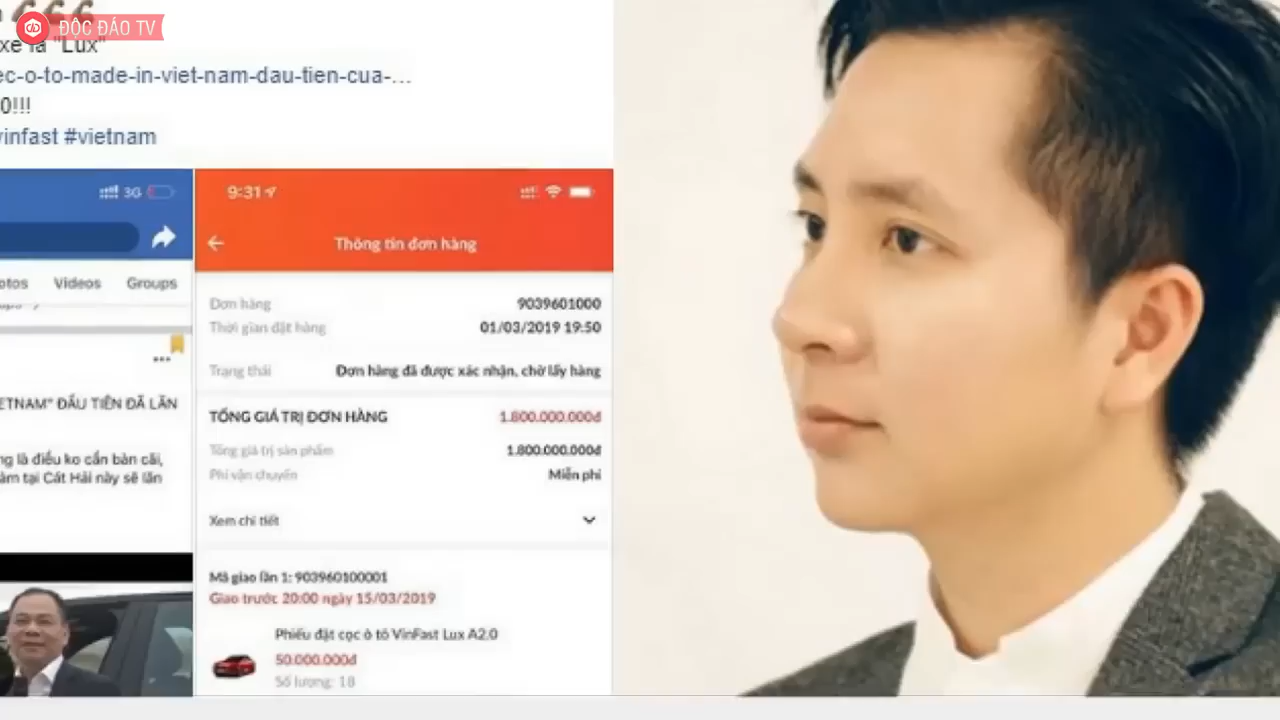 ĐỘC ĐÁO TV
xe là "Lux"
ec-o-to-made-in-viet-nam-dau-tien-cua-...
0!!!
vinfast #vietnam
3G
otos Videos Groups
ETNAM" ĐẦU TIÊN ĐÃ LĂN
ng là điều ko cần bàn cãi,
àm tại Cát Hải này sẽ lăn
9:31
Thông tin đơn hàng
Đơn hàng 9039601000
Thời gian đặt hàng 01/03/2019 19:50
Trạng thái Đơn hàng đã được xác nhận, chờ lấy hàng
TỔNG GIÁ TRỊ ĐƠN HÀNG 1.800.000.000đ
Tổng giá trị sản phẩm 1.800.000.000đ
Phí vận chuyển Miễn phí
Xem chi tiết
Mã giao lần 1: 903960100001
Giao trước 20:00 ngày 15/03/2019
Phiếu đặt cọc ô tô VinFast Lux A2.0
50.000.000đ
Số lượng: 18